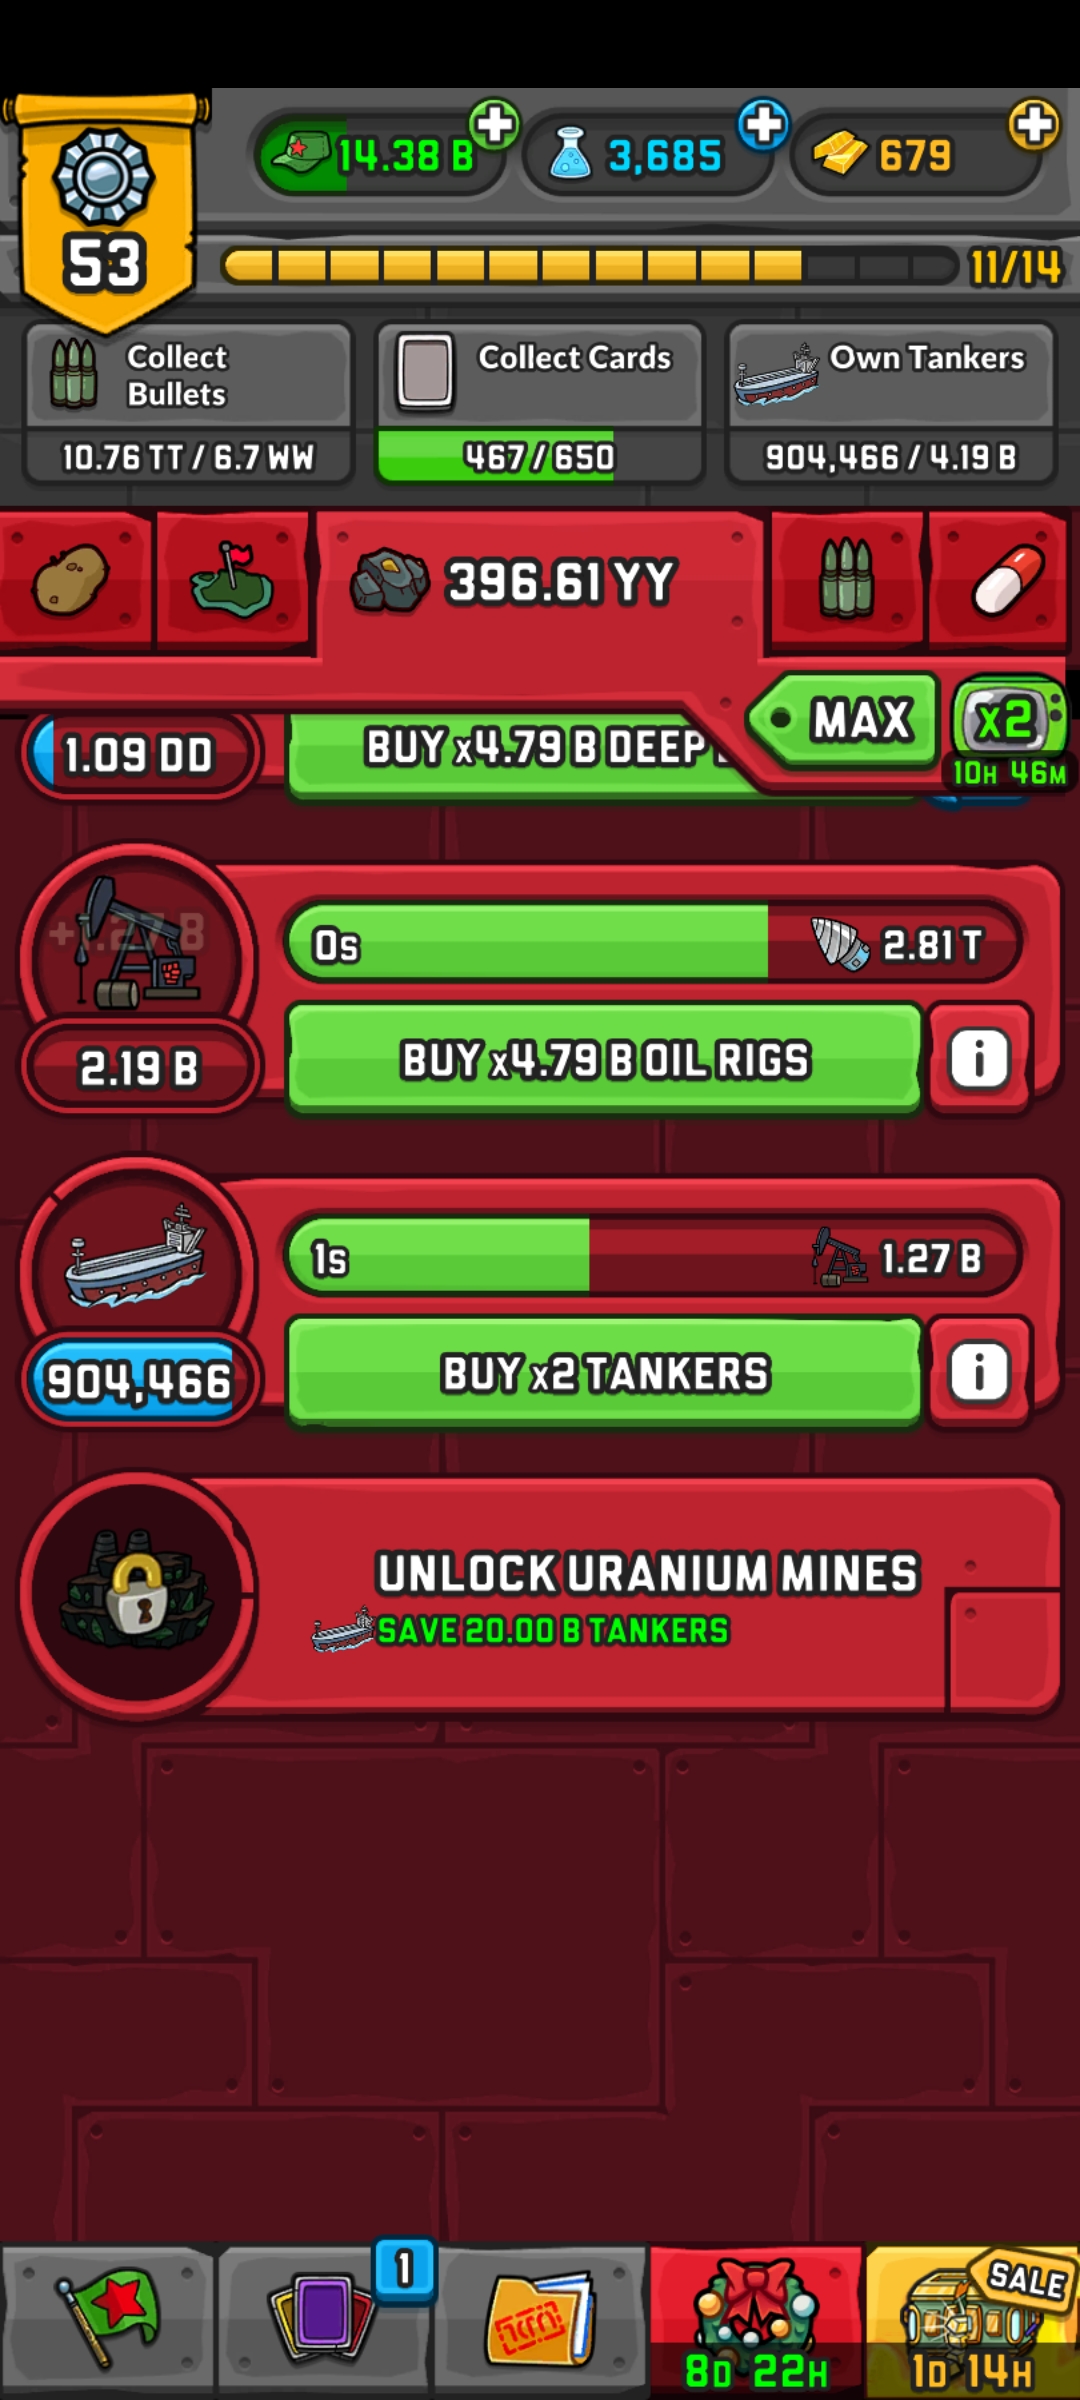 53
14.38 B
3,685
679
11/14
Collect
Bullets
10.76 TT / 6.7 WW
Collect Cards
467 / 650
Own Tankers
904,466 / 4.19 B
396.61 YY
MAX
x2
10H 46M
1.09 DD
BUY x4.79 B DEEP
+1.27 B
0s
2.81 T
2.19 B
BUY x4.79 B OIL RIGS
i
1s
1.27 B
904,466
BUY x2 TANKERS
i
UNLOCK URANIUM MINES
SAVE 20.00 B TANKERS
1
SALE
8D 22H
1D 14H